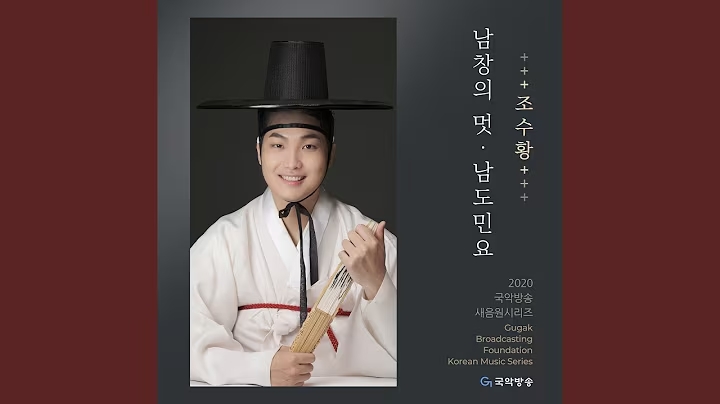 남창의 멋 · 남도민요
+++조수황+++
2020
국악방송
새음원시리즈
Gugak
Broadcasting
Foundation
Korean Music Series
국악방송